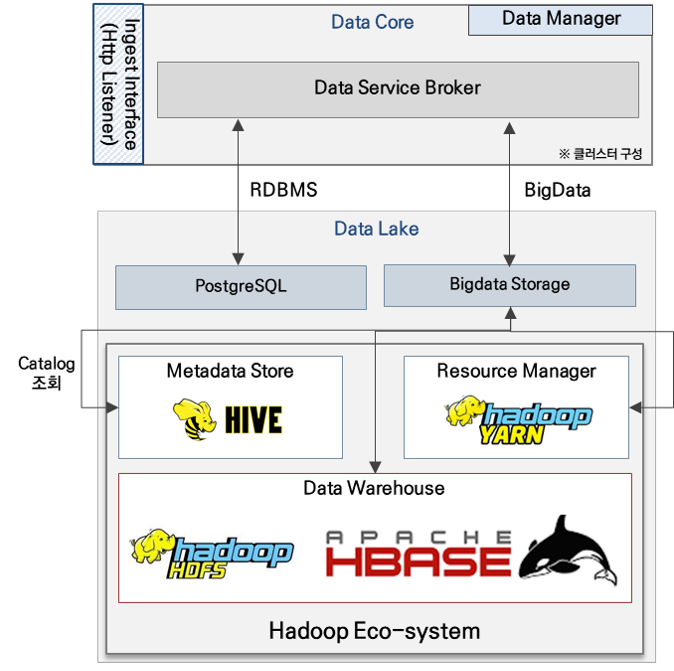 Ingest Interface
(Http Listener)
Data Core
Data Manager
Data Service Broker
※ 클러스터 구성
RDBMS
BigData
Data Lake
PostgreSQL
Bigdata Storage
Catalog
조회
Metadata Store
HIVE
Resource Manager
hadoop
YARN
Data Warehouse
hadoop
HDFS
APACHE
HBASE
Hadoop Eco-system